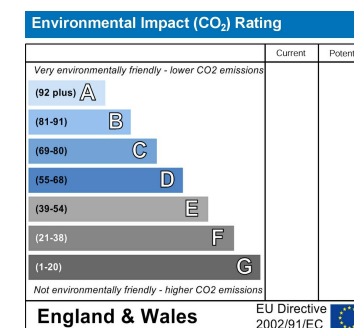 Environmental Impact (CO₂) Rating
Current
Very environmentally friendly - lower CO2 emissions
(92 plus) A
(81-91) B
(69-80) C
(55-68) D
(39-54) E
(21-38) F
(1-20) G
Not environmentally friendly - higher CO2 emissions
England & Wales
EU Directive
2002/91/EC